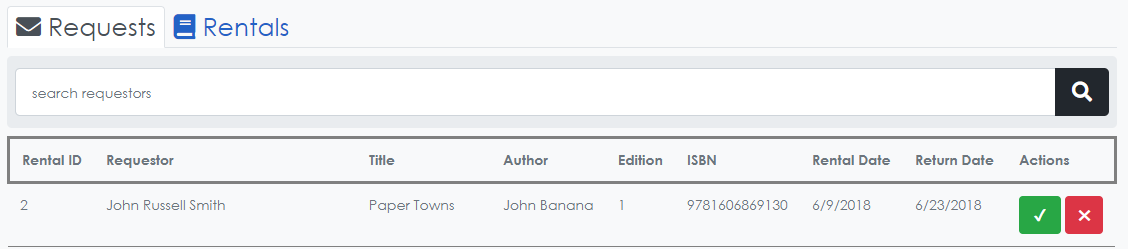 Requests Rentals
search requestors
Rental ID Requestor Title Author Edition ISBN Rental Date Return Date Actions
2 John Russell Smith Paper Towns John Banana 1 9781606869130 6/9/2018 6/23/2018